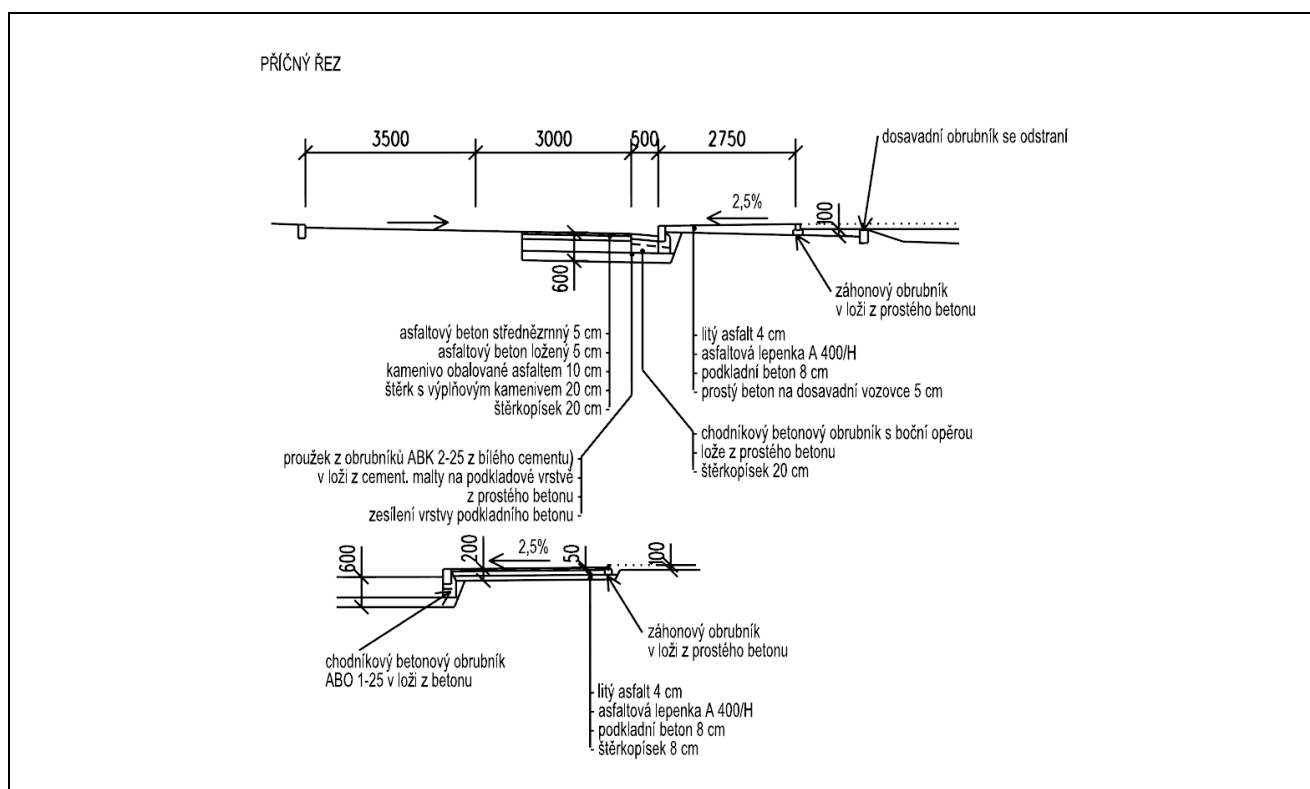 PŘÍČNÝ ŘEZ
3500
3000
500
2750
dosavadní obrubník se odstraní
2,5%
100
600
záhonový obrubník
v loži z prostého betonu
asfaltový beton střednězrnný 5 cm
asfaltový beton ložený 5 cm
kamenivo obalované asfaltem 10 cm
štěrk s výplňovým kamenivem 20 cm
štěrkopísek 20 cm
litý asfalt 4 cm
asfaltová lepenka A 400/H
podkladní beton 8 cm
prostý beton na dosavadní vozovce 5 cm
chodníkový betonový obrubník s boční opěrou
lože z prostého betonu
štěrkopísek 20 cm
proužek z obrubníků ABK 2-25 z bílého cementu)
v loži z cement. malty na podkladové vrstvě
z prostého betonu
zesílení vrstvy podkladního betonu
600
200
2,5%
50
100
záhonový obrubník
v loži z prostého betonu
chodníkový betonový obrubník
ABO 1-25 v loži z betonu
litý asfalt 4 cm
asfaltová lepenka A 400/H
podkladní beton 8 cm
štěrkopísek 8 cm